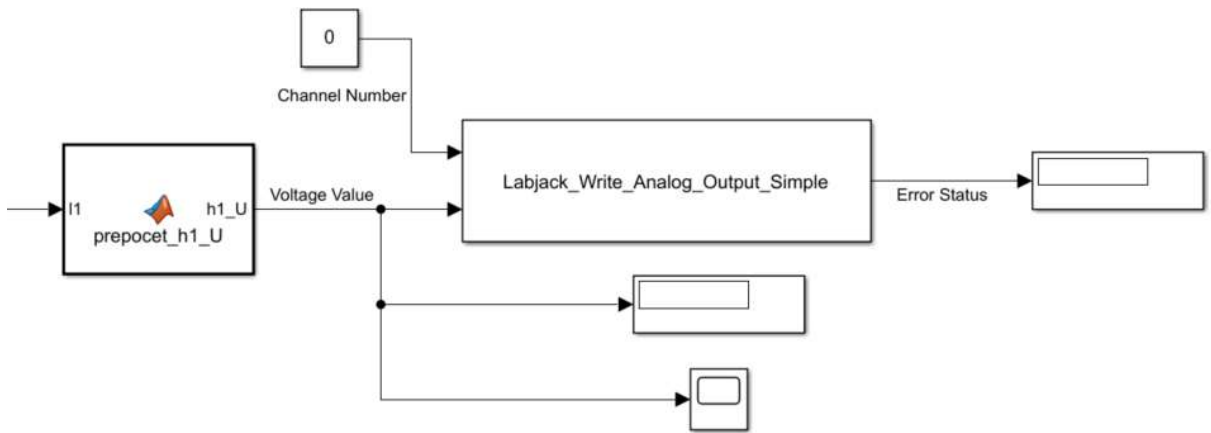 0
Channel Number
Labjack_Write_Analog_Output_Simple
Error Status
Voltage Value
I1
h1_U
prepocet_h1_U